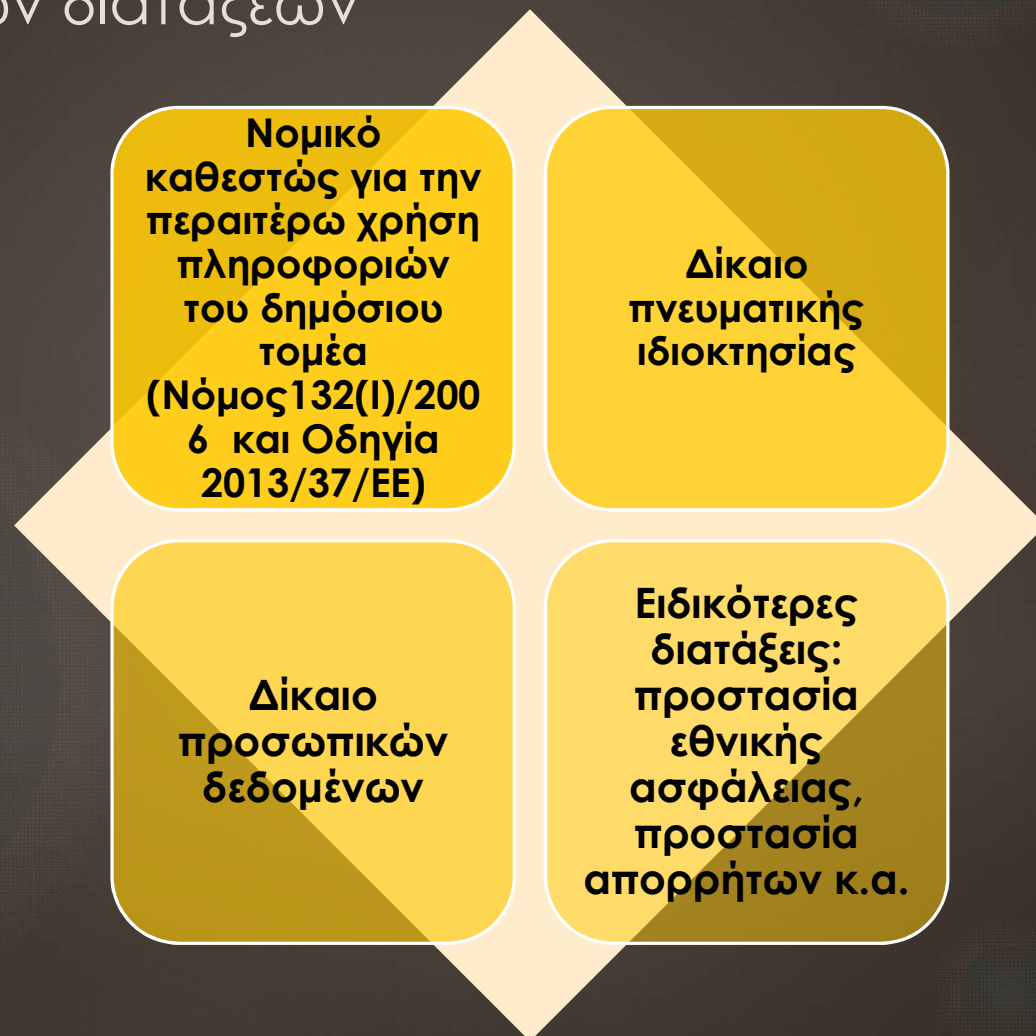 διατάξεων
Νομικό
καθεστώς για την
περαιτέρω χρήση
πληροφοριών
του δημόσιου
τομέα
(Νόμος132(Ι)/200
6 και Οδηγία
2013/37/ΕΕ)
Δίκαιο
πνευματικής
ιδιοκτησίας
Δίκαιο
προσωπικών
δεδομένων
Ειδικότερες
διατάξεις:
προστασία
εθνικής
ασφάλειας,
προστασία
απορρήτων κ.α.